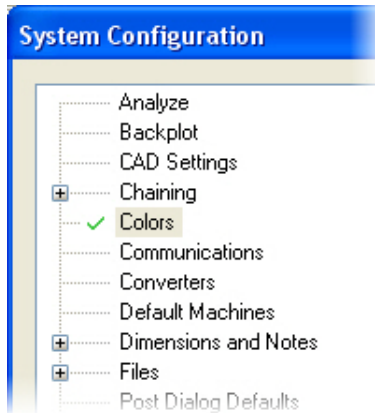 System Configuration
Analyze
Backplot
CAD Settings
Chaining
Colors
Communications
Converters
Default Machines
Dimensions and Notes
Files
Post Dialog Defaults